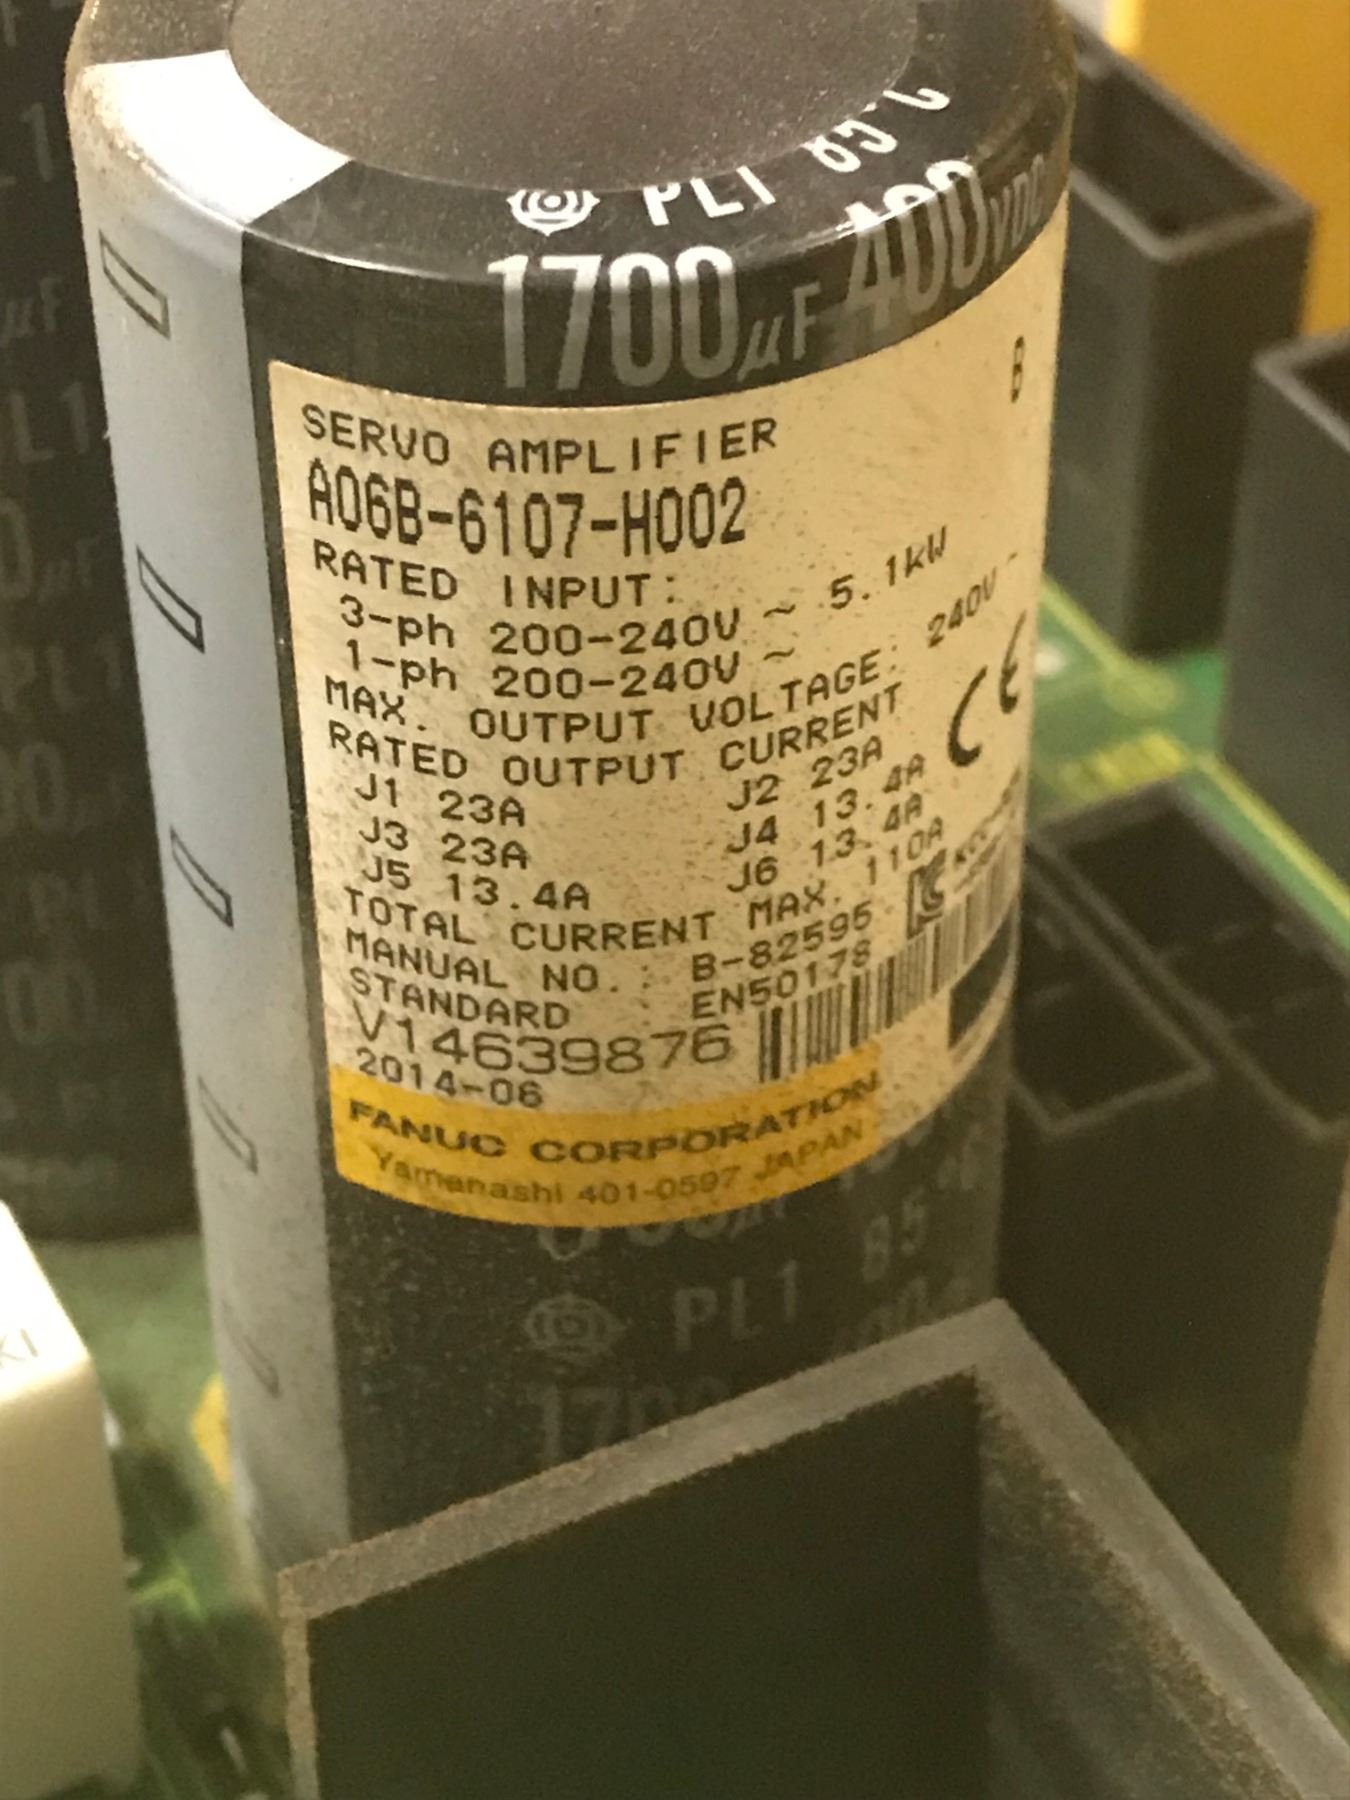 PL1 85°C
1700µF 400VDC
B
SERVO AMPLIFIER
A06B-6107-H002
RATED INPUT:
3-ph 200-240V ~ 5.1kW
1-ph 200-240V ~
MAX. OUTPUT VOLTAGE: 240V ~
RATED OUTPUT CURRENT
J1 23A J2 23A
J3 23A J4 13.4A
J5 13.4A J6 13.4A
TOTAL CURRENT MAX. 110A
MANUAL NO.: B-82595
STANDARD EN50178
V14639876
2014-06
CE
FANUC CORPORATION
Yamanashi 401-0597 JAPAN
85
PL1
KI